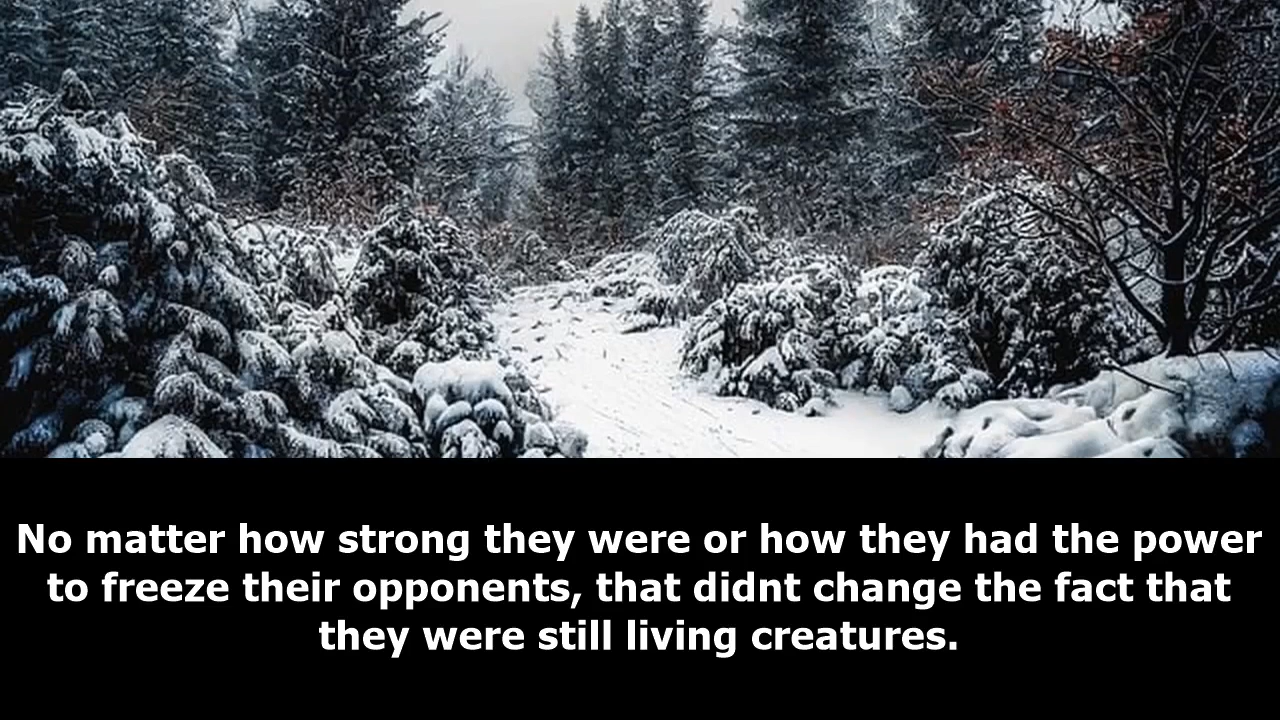 No matter how strong they were or how they had the power
to freeze their opponents, that didnt change the fact that
they were still living creatures.